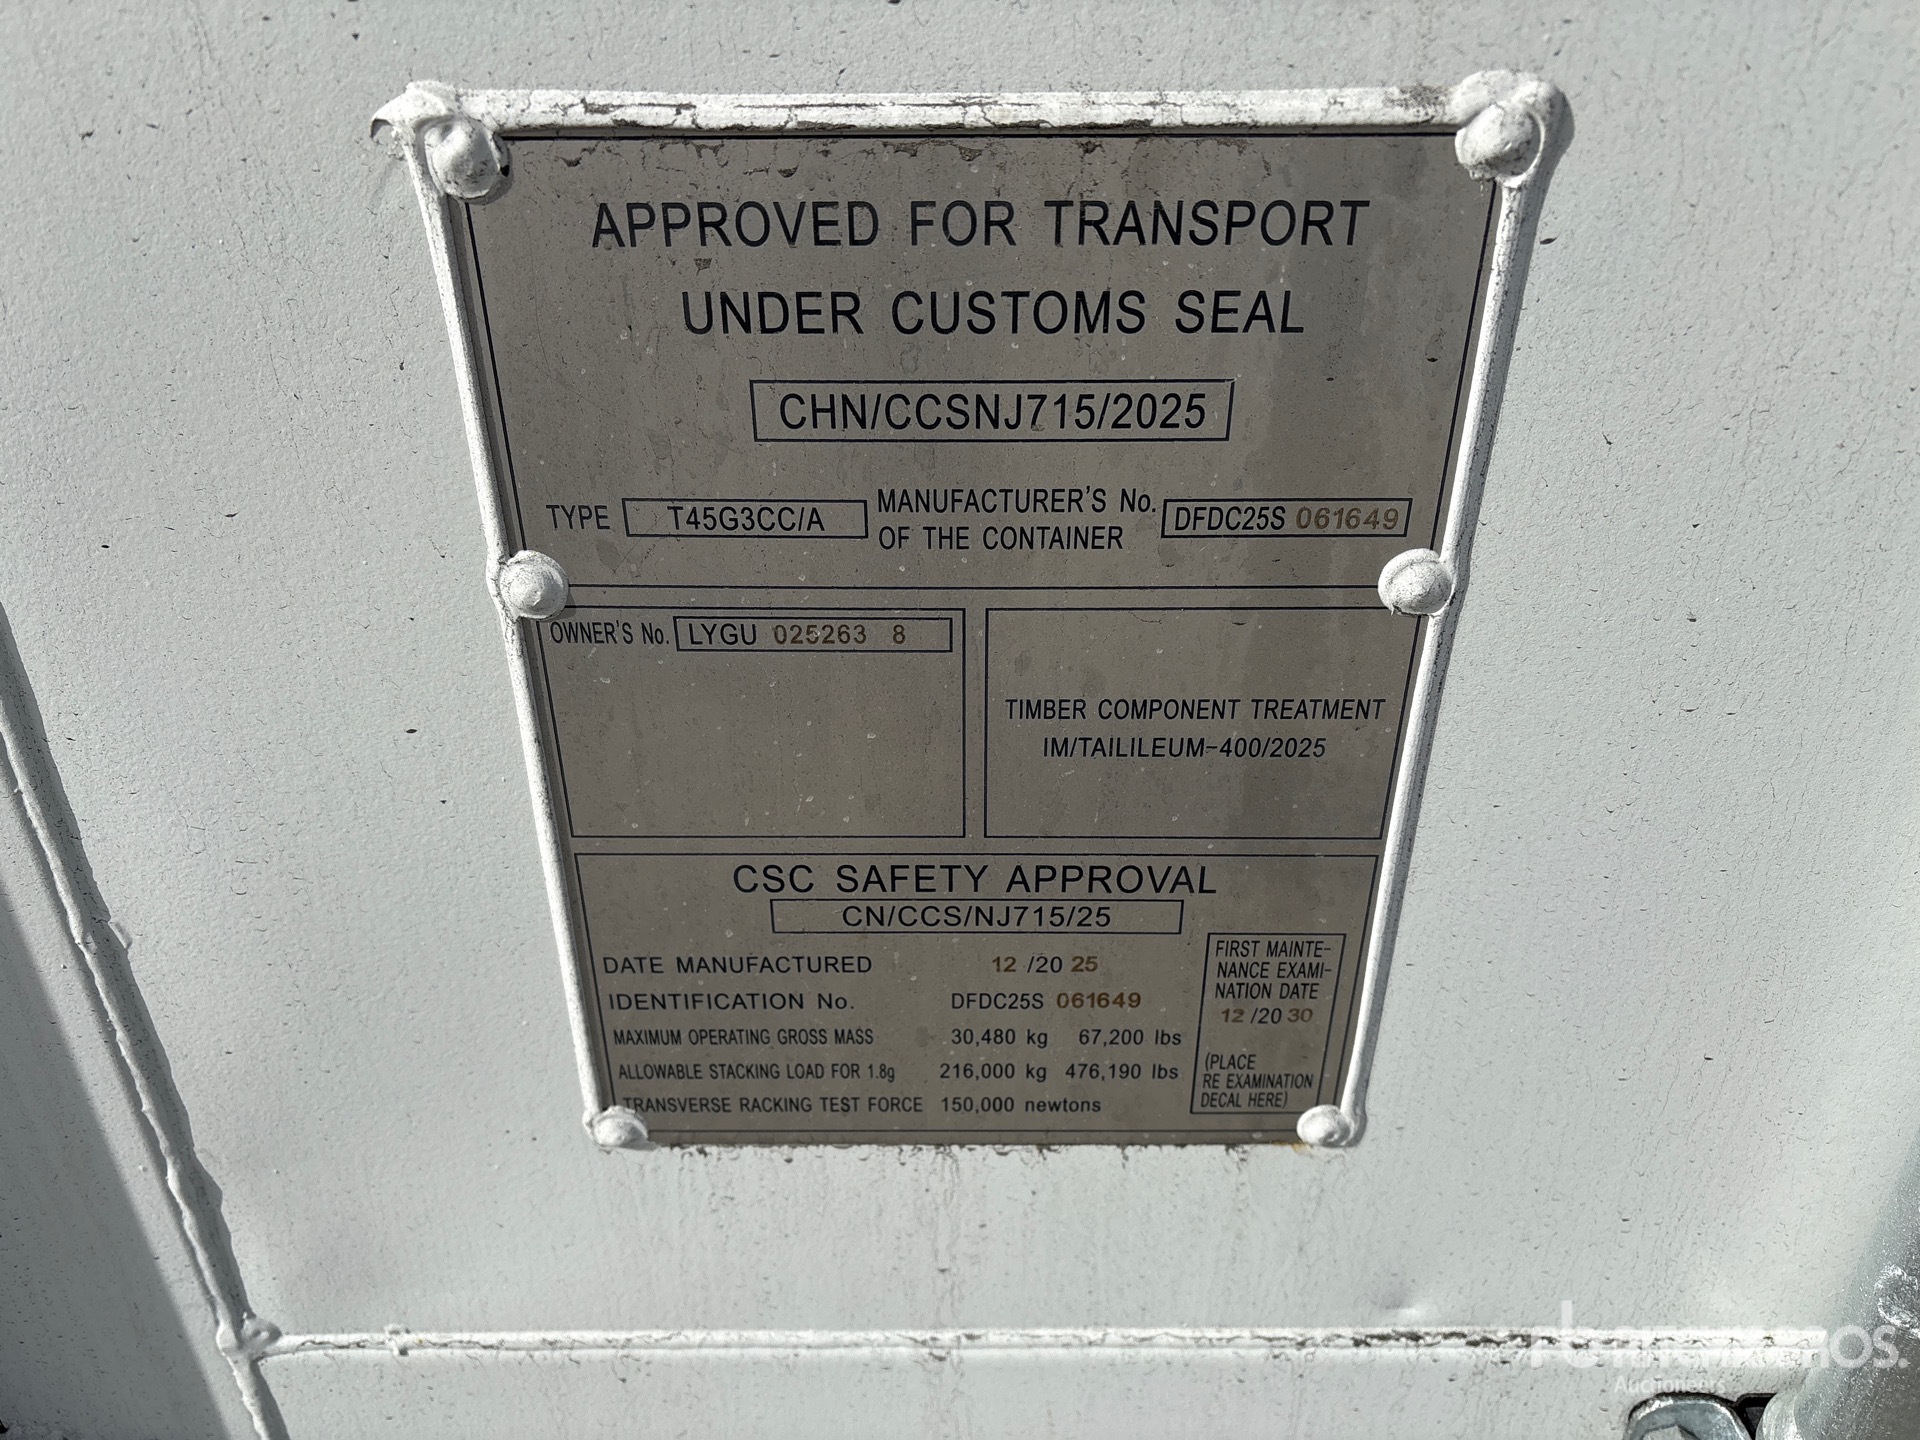 APPROVED FOR TRANSPORT
UNDER CUSTOMS SEAL
CHN/CCSNJ715/2025
TYPE T45G3CC/A
MANUFACTURER'S No.
OF THE CONTAINER
DFDC25S 061649
OWNER'S No. LYGU 025263 8
TIMBER COMPONENT TREATMENT
IM/TAILILEUM-400/2025
CSC SAFETY APPROVAL
CN/CCS/NJ715/25
DATE MANUFACTURED 12 /20 25
IDENTIFICATION No. DFDC25S 061649
MAXIMUM OPERATING GROSS MASS 30,480 kg 67,200 lbs
ALLOWABLE STACKING LOAD FOR 1.8g 216,000 kg 476,190 lbs
TRANSVERSE RACKING TEST FORCE 150,000 newtons
FIRST MAINTE-
NANCE EXAMI-
NATION DATE
12 /20 30
(PLACE
RE EXAMINATION
DECAL HERE)
Auctioneers